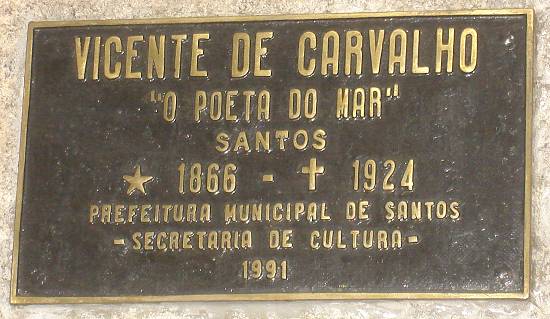 VICENTE DE CARVALHO
"O POETA DO MAR"
SANTOS
★ 1866 - ✝ 1924
PREFEITURA MUNICIPAL DE SANTOS
- SECRETARIA DE CULTURA -
1991